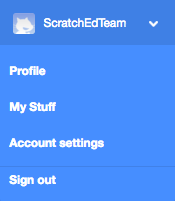 ScratchEdTeam
Profile
My Stuff
Account settings
Sign out